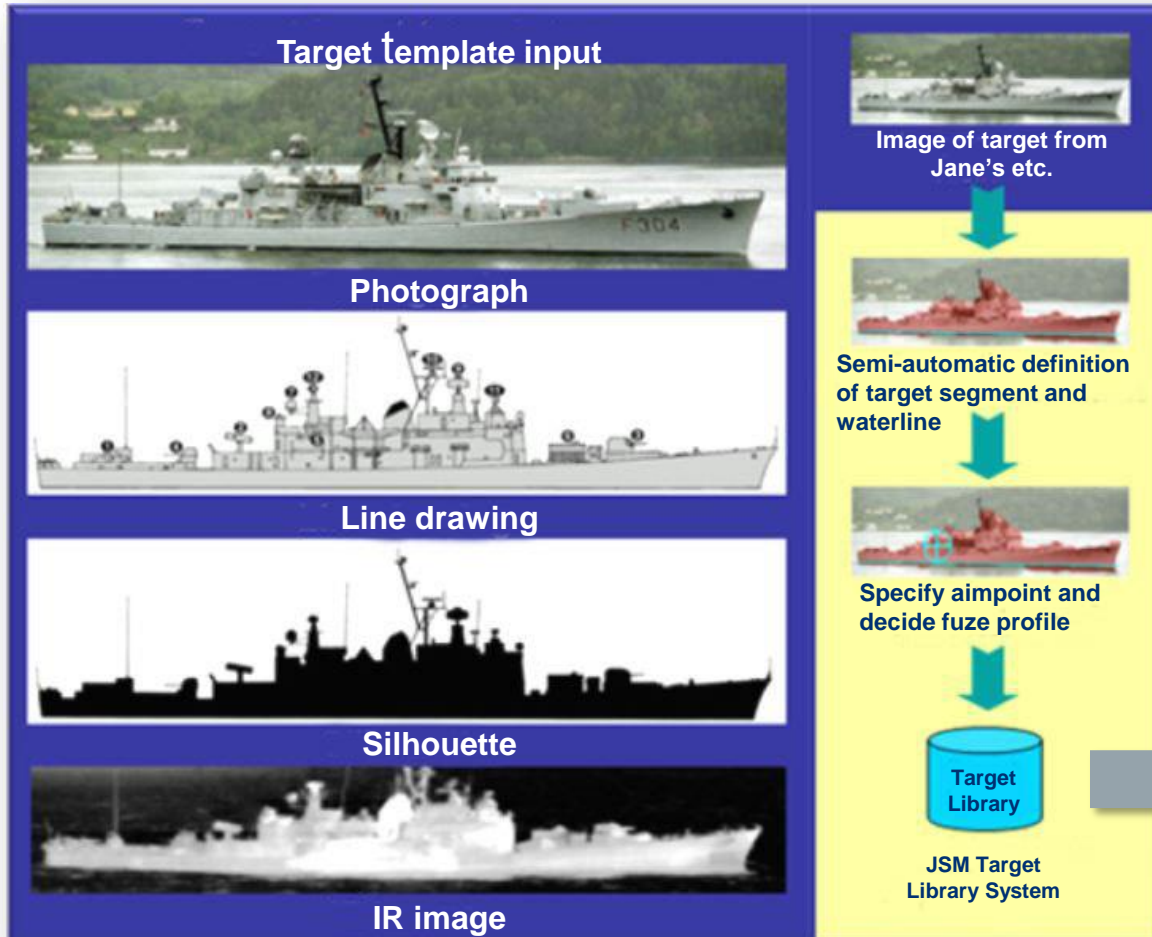 Target template input
F304
Photograph
Line drawing
Silhouette
IR image
Image of target from
Jane's etc.
Semi-automatic definition
of target segment and
waterline
Specify aimpoint and
decide fuze profile
Target
Library
JSM Target
Library System